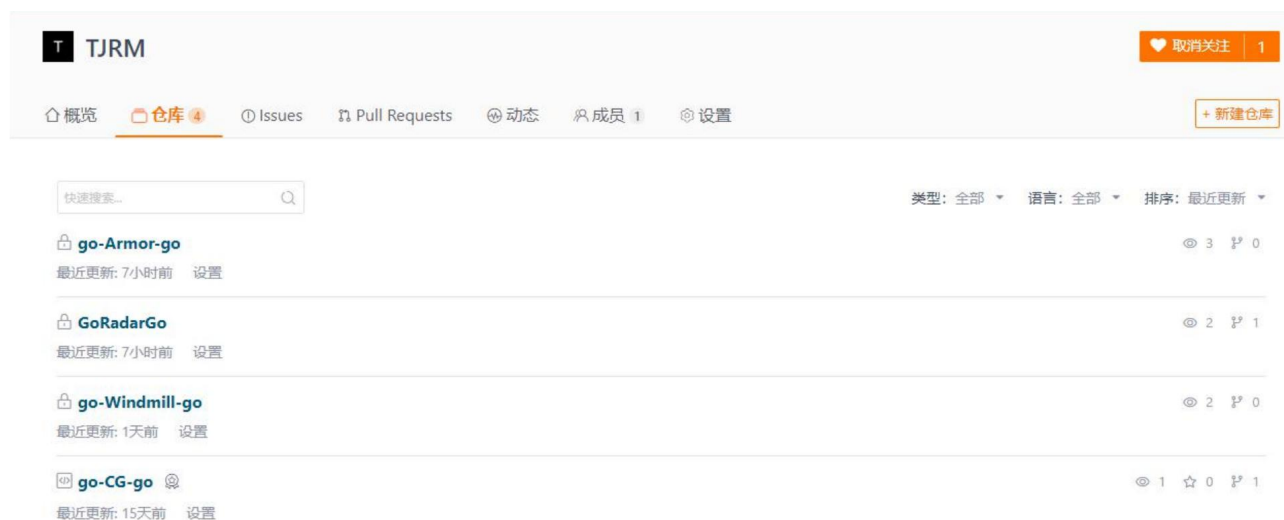 T TJRM 取消关注 1
概览 仓库 4 Issues Pull Requests 动态 成员 1 设置 + 新建仓库
快速搜索... 类型: 全部 语言: 全部 排序: 最近更新
go-Armor-go 3 0
最近更新: 7小时前 设置
GoRadarGo 2 1
最近更新: 7小时前 设置
go-Windmill-go 2 0
最近更新: 1天前 设置
go-CG-go 1 0 1
最近更新: 15天前 设置